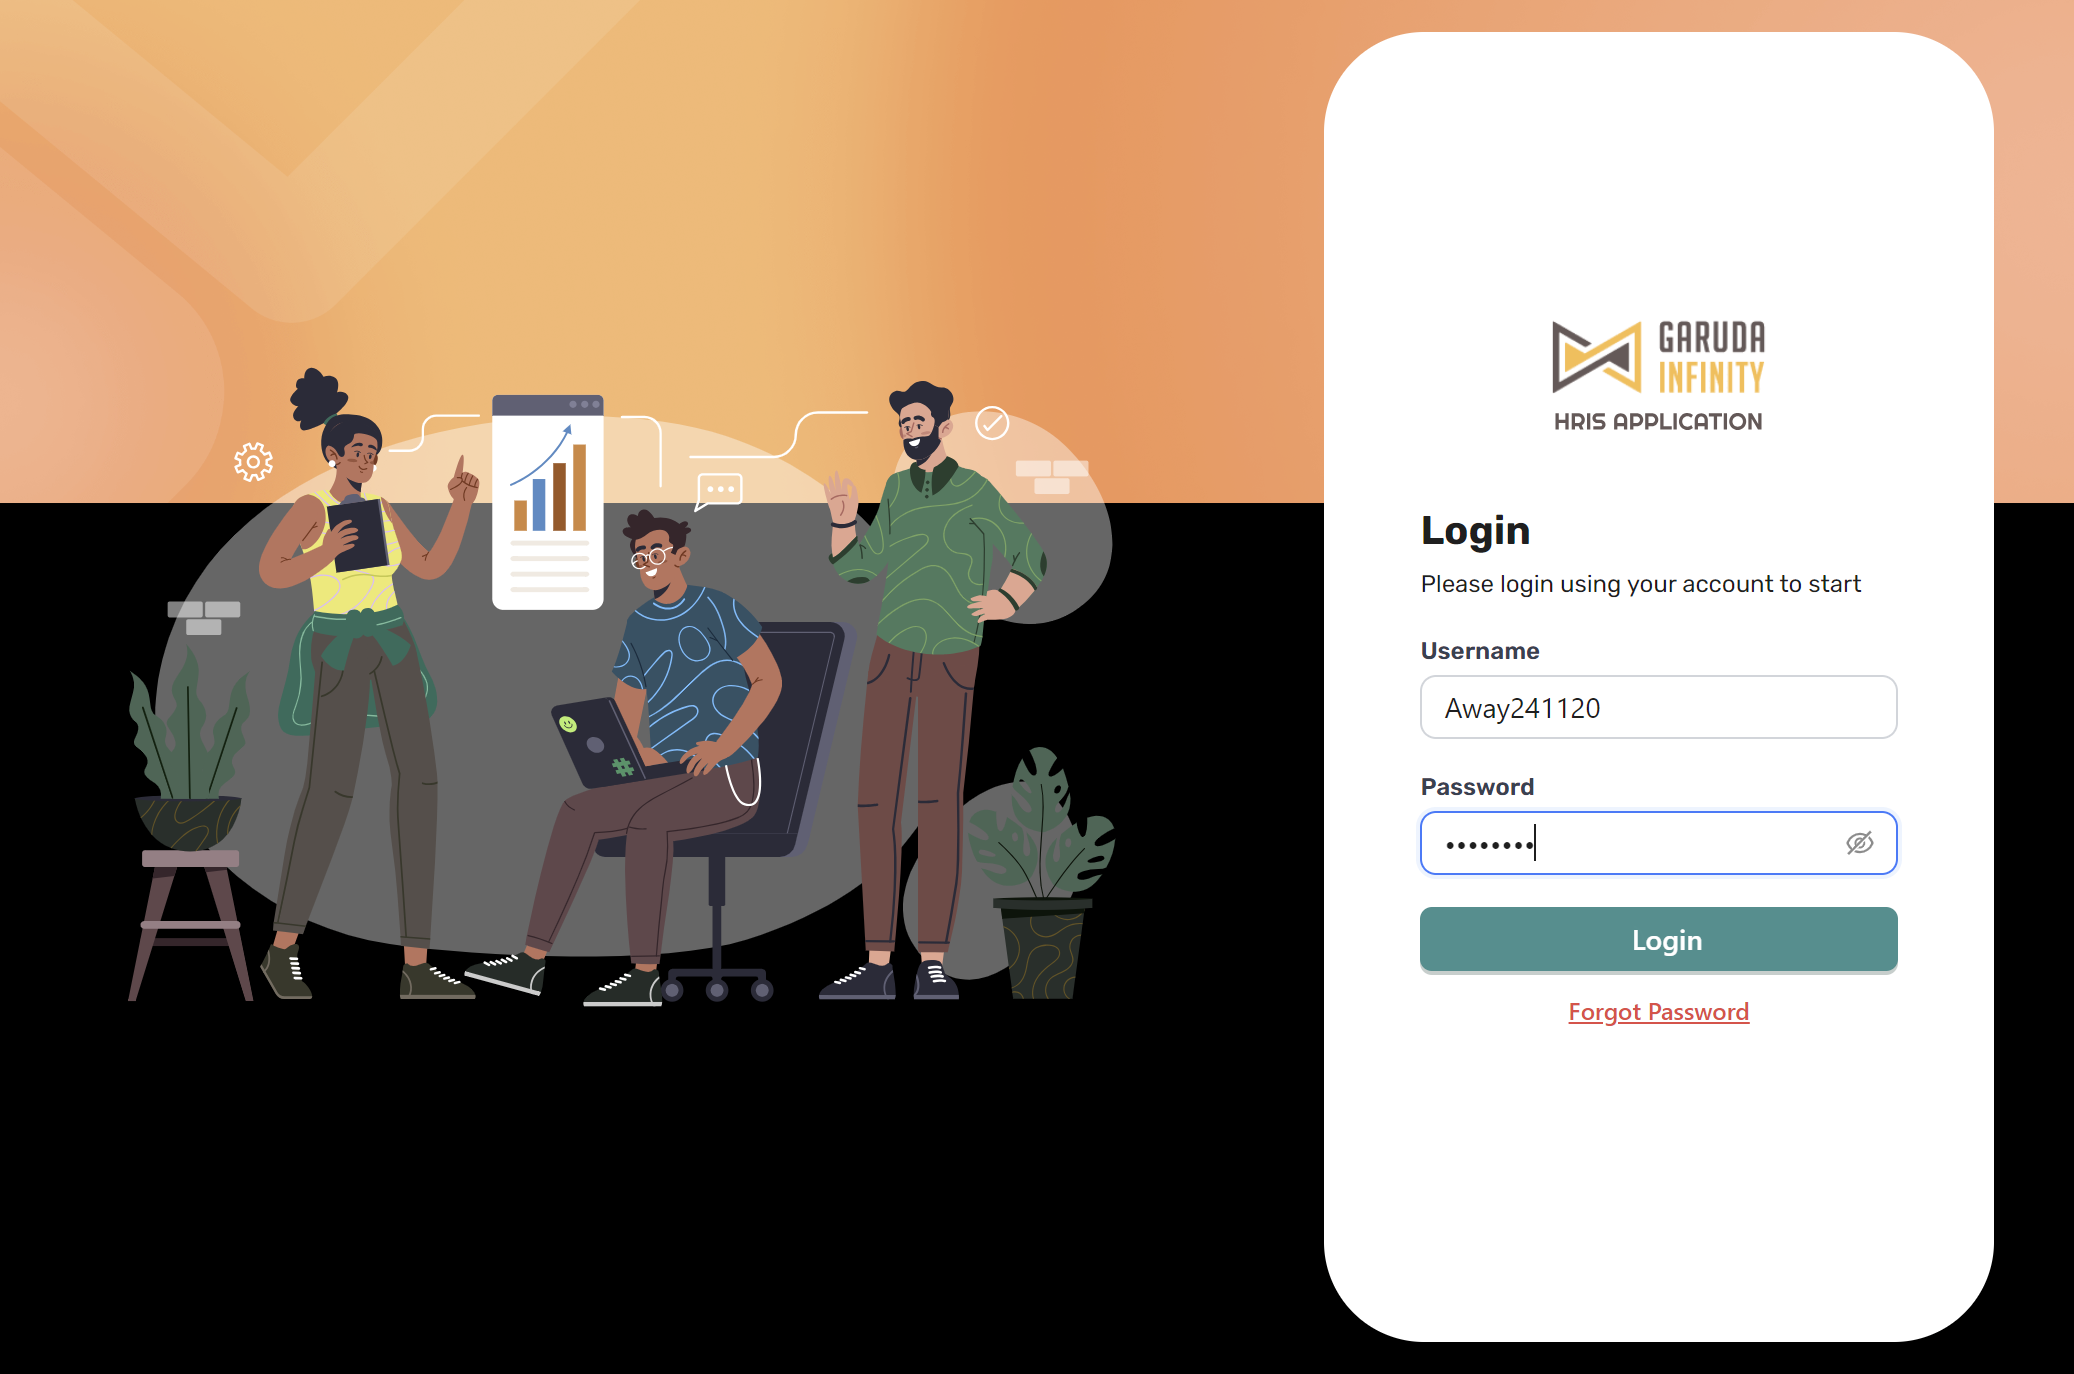 GARUDA
INFINITY
HRIS APPLICATION
Login
Please login using your account to start
Username
Away241120
Password
••••••••
Login
Forgot Password